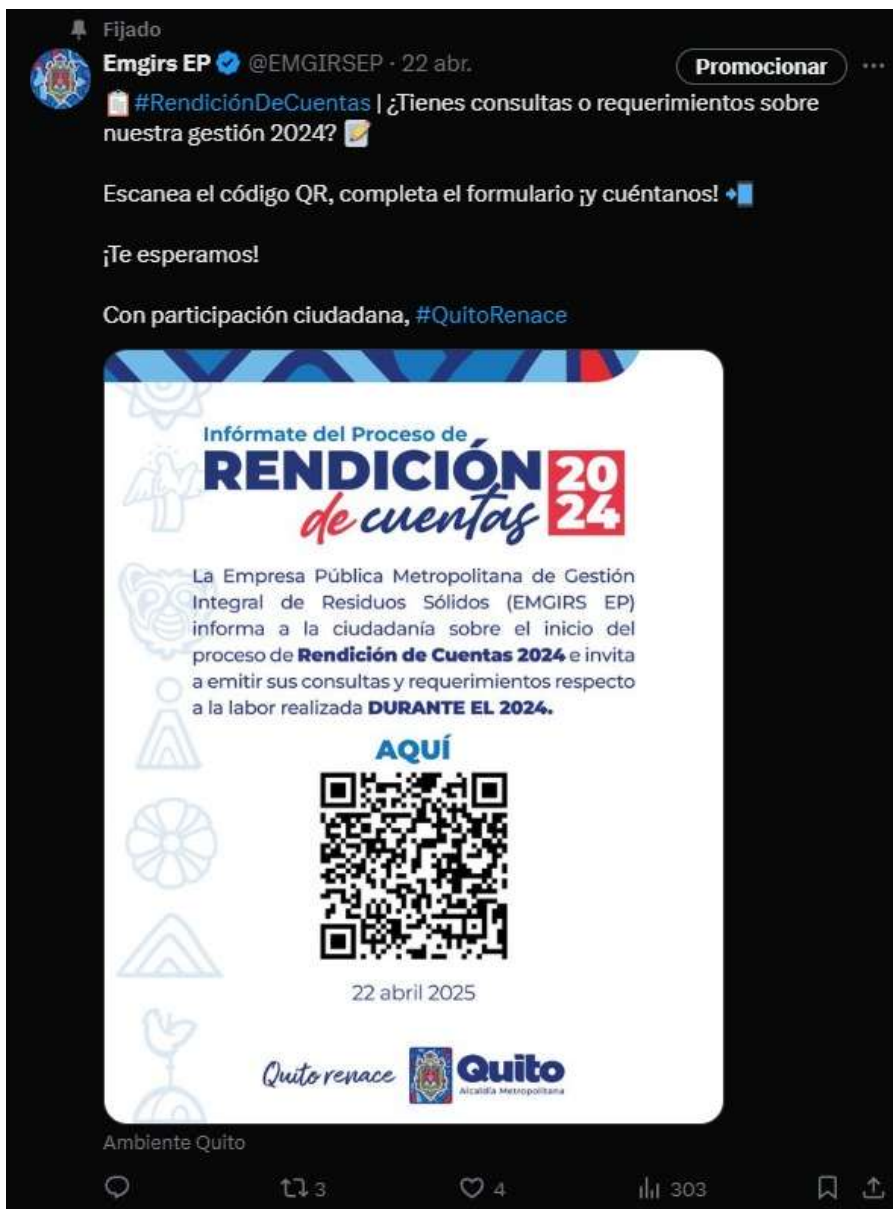 Fijado
Emgirs EP @EMGIRSEP · 22 abr.
Promocionar
📋 #RendiciónDeCuentas | ¿Tienes consultas o requerimientos sobre
nuestra gestión 2024? 📝
Escanea el código QR, completa el formulario ¡y cuéntanos! 📲
¡Te esperamos!
Con participación ciudadana, #QuitoRenace
Infórmate del Proceso de
RENDICIÓN 2024
de cuentas
La Empresa Pública Metropolitana de Gestión
Integral de Residuos Sólidos (EMGIRS EP)
informa a la ciudadanía sobre el inicio del
proceso de Rendición de Cuentas 2024 e invita
a emitir sus consultas y requerimientos respecto
a la labor realizada DURANTE EL 2024.
AQUÍ
22 abril 2025
Quito renace
Quito
Alcaldía Metropolitana
Ambiente Quito
3 4 303